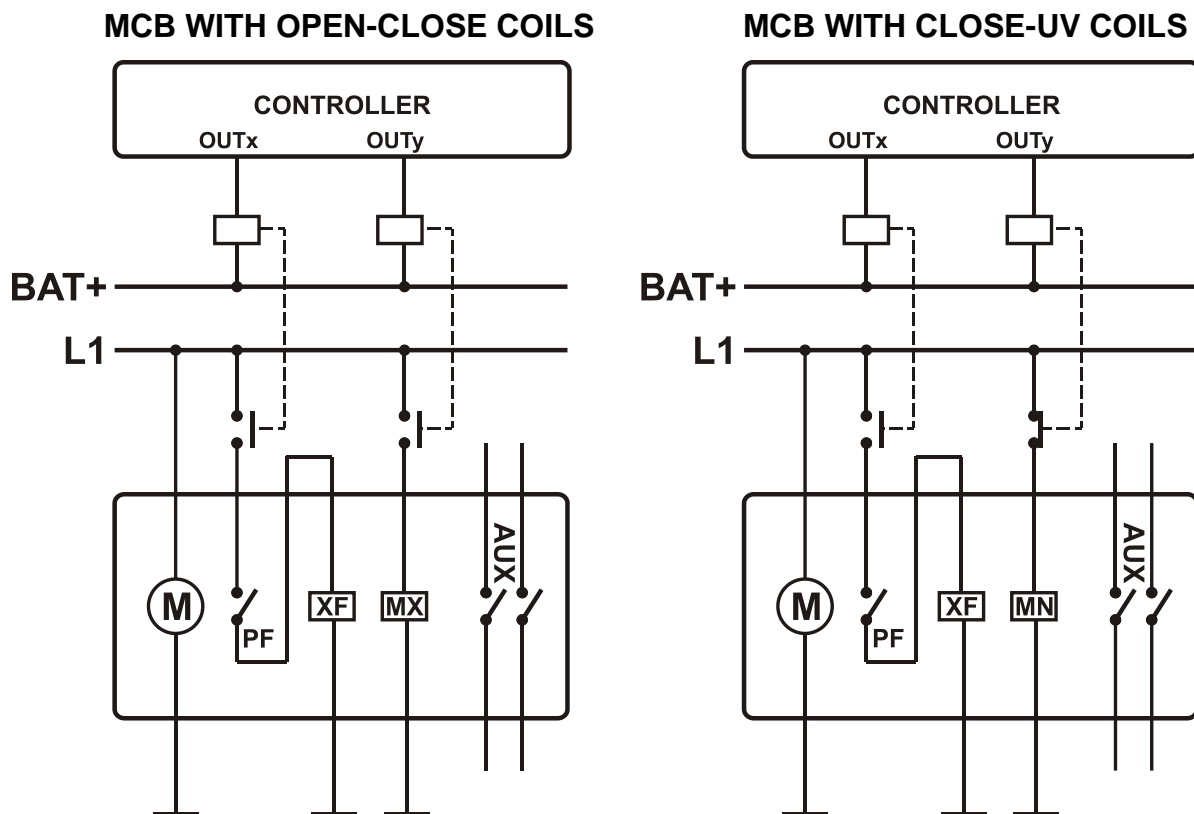 MCB WITH OPEN-CLOSE COILS
CONTROLLER
OUTx OUTy
BAT+
L1
AUX
M XF MX
PF
MCB WITH CLOSE-UV COILS
CONTROLLER
OUTx OUTy
BAT+
L1
AUX
M XF MN
PF